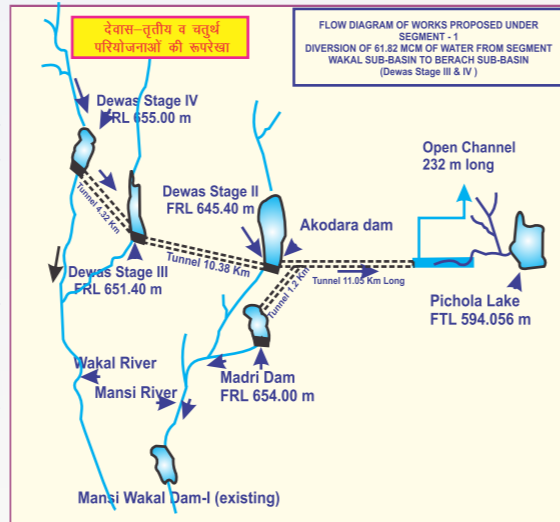 देवास-तृतीय व चतुर्थ
परियोजनाओं की रूपरेखा
FLOW DIAGRAM OF WORKS PROPOSED UNDER
SEGMENT - 1
DIVERSION OF 61.82 MCM OF WATER FROM SEGMENT
WAKAL SUB-BASIN TO BERACH SUB-BASIN
(Dewas Stage III & IV )
Dewas Stage IV
FRL 655.00 m
Open Channel
232 m long
Dewas Stage II
FRL 645.40 m
Tunnel 4.32 Km
Akodara dam
Tunnel 10.38 Km
Dewas Stage III
FRL 651.40 m
Tunnel 1.2 Km
Tunnel 11.05 Km Long
Pichola Lake
FTL 594.056 m
Wakal River
Mansi River
Madri Dam
FRL 654.00 m
Mansi Wakal Dam-I (existing)